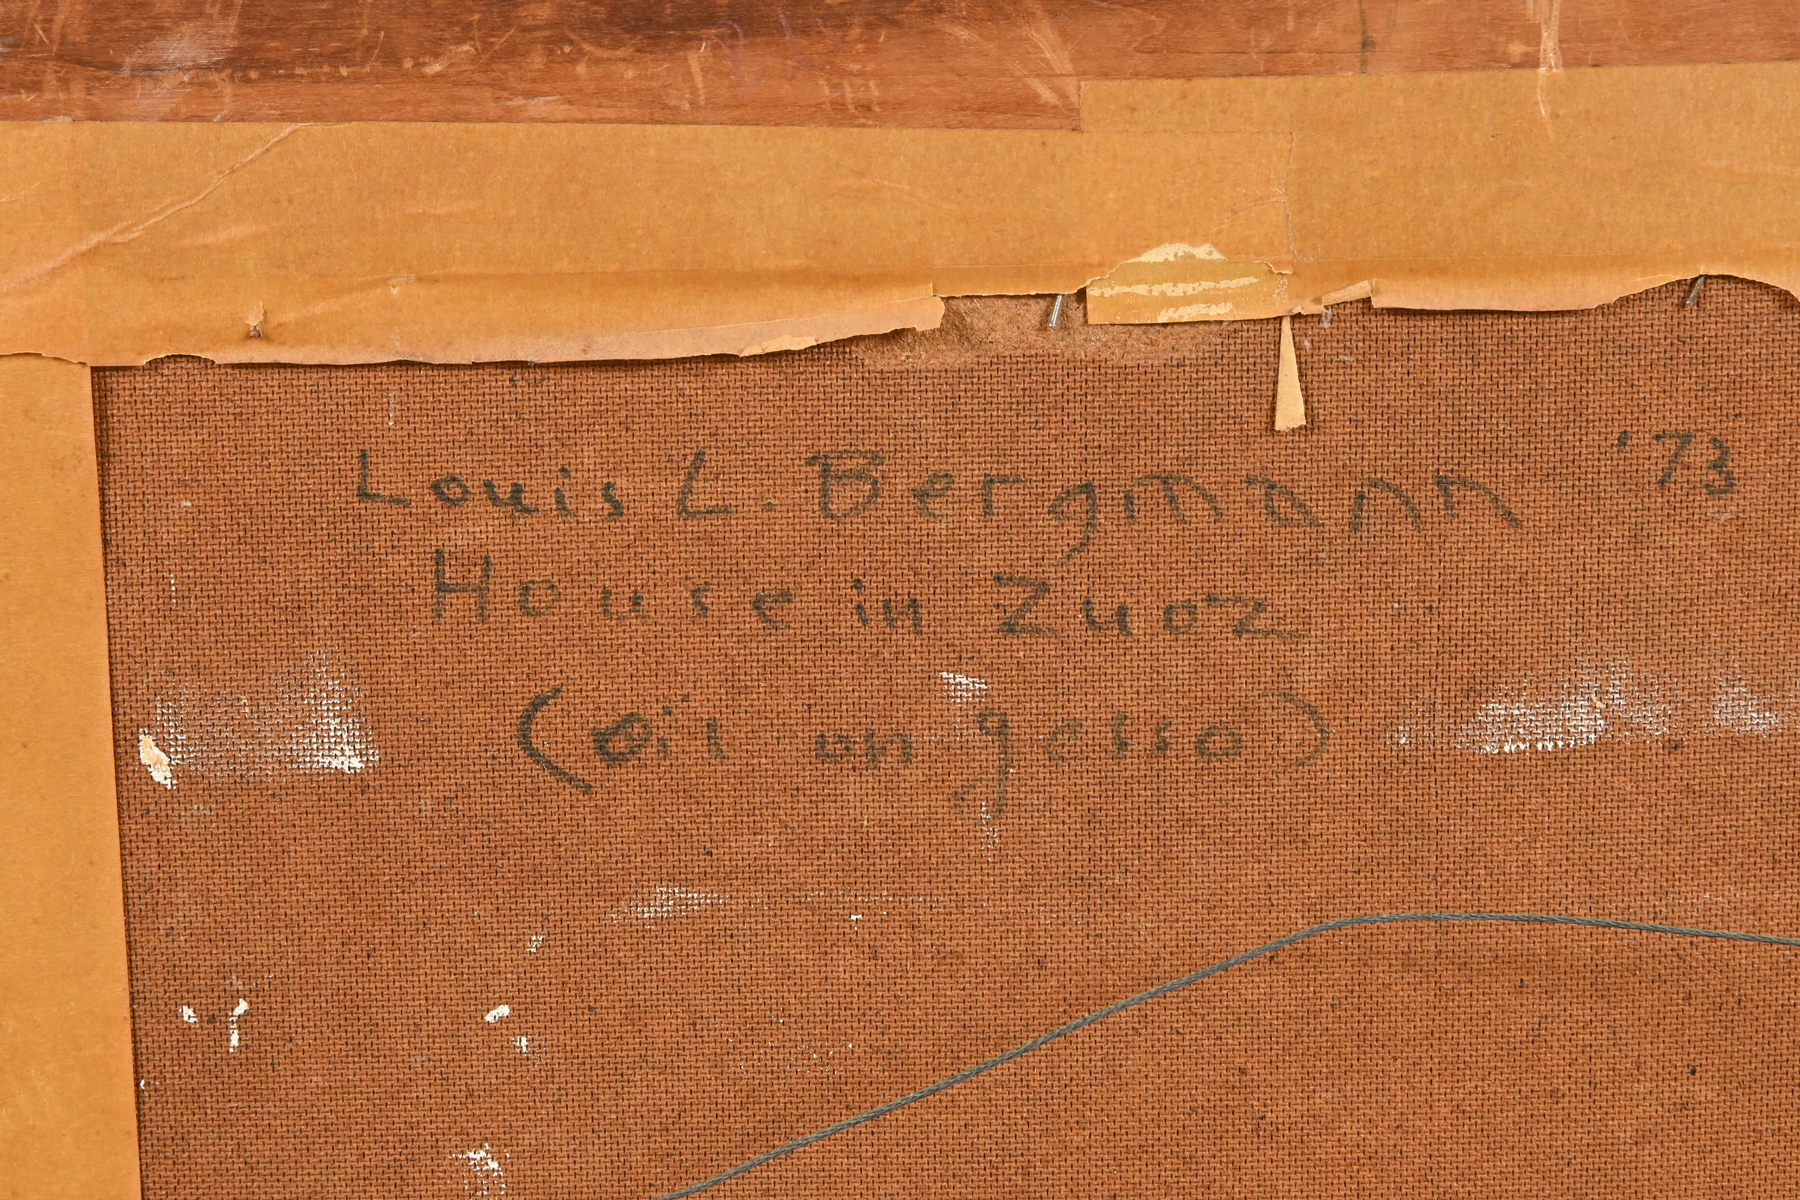 Louis L. Bergmann '73
House in Zuoz
(oil on gesso)